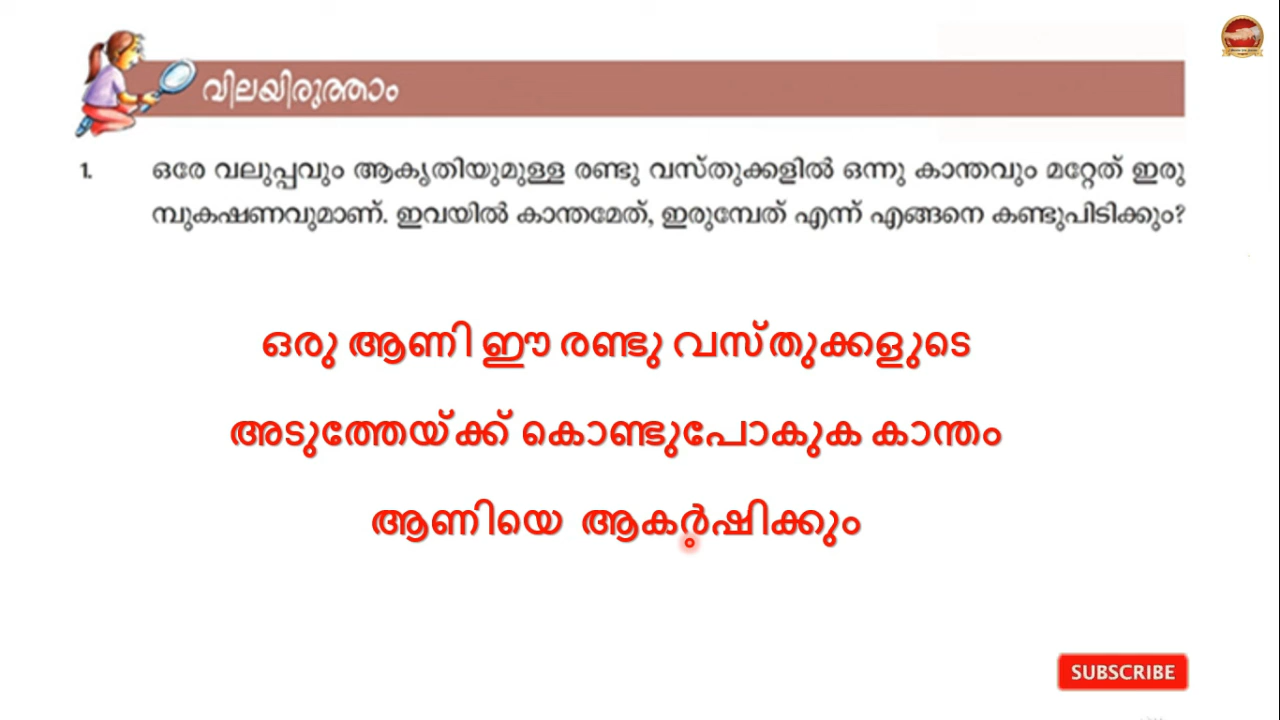 വിലയിരുത്താം
1. ഒരേ വലുപ്പവും ആകൃതിയുമുള്ള രണ്ടു വസ്തുക്കളിൽ ഒന്നു കാന്തവും മറ്റേത് ഇരു
മ്പുകഷണവുമാണ്. ഇവയിൽ കാന്തമേത്, ഇരുമ്പേത് എന്ന് എങ്ങനെ കണ്ടുപിടിക്കും?
ഒരു ആണി ഈ രണ്ടു വസ്തുക്കളുടെ
അടുത്തേയ്ക്ക് കൊണ്ടുപോകുക കാന്തം
ആണിയെ ആകർഷിക്കും
SUBSCRIBE